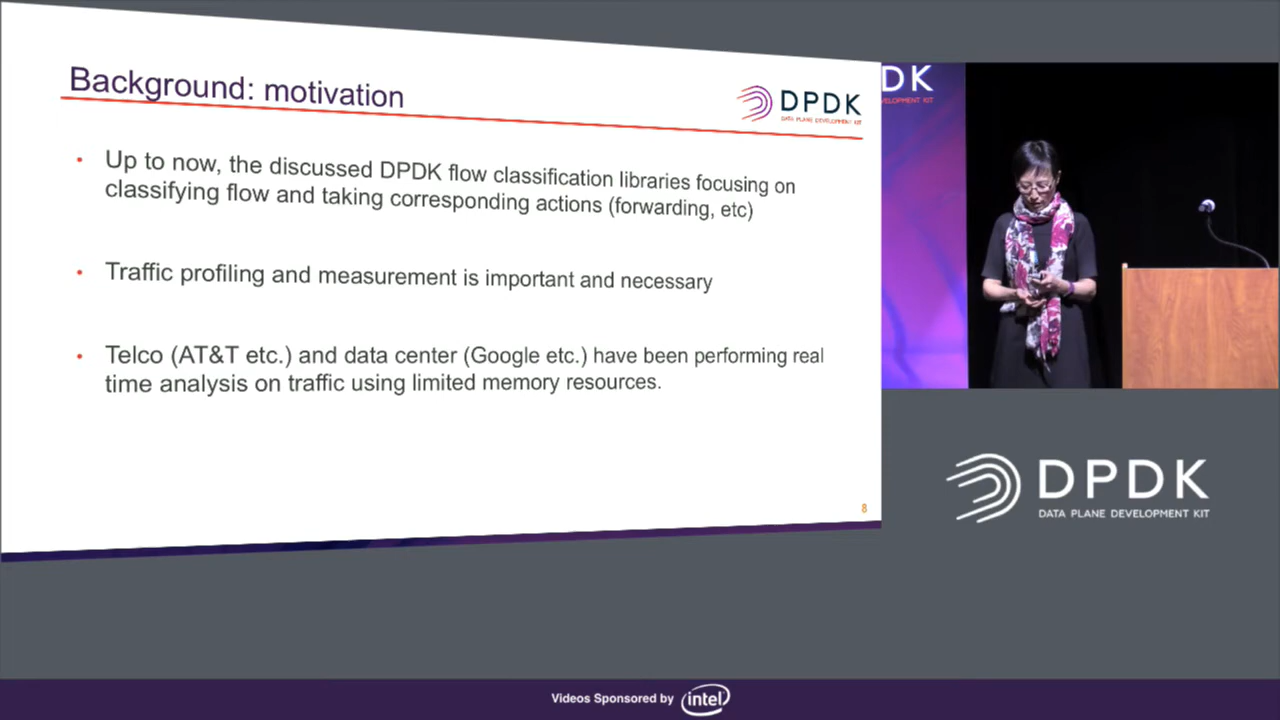 Background: motivation
DPDK
DATA PLANE DEVELOPMENT KIT
• Up to now, the discussed DPDK flow classification libraries focusing on
classifying flow and taking corresponding actions (forwarding, etc)
• Traffic profiling and measurement is important and necessary
• Telco (AT&T etc.) and data center (Google etc.) have been performing real
time analysis on traffic using limited memory resources.
8
DK
VELOPMENT KIT
DPDK
DATA PLANE DEVELOPMENT KIT
Videos Sponsored by intel